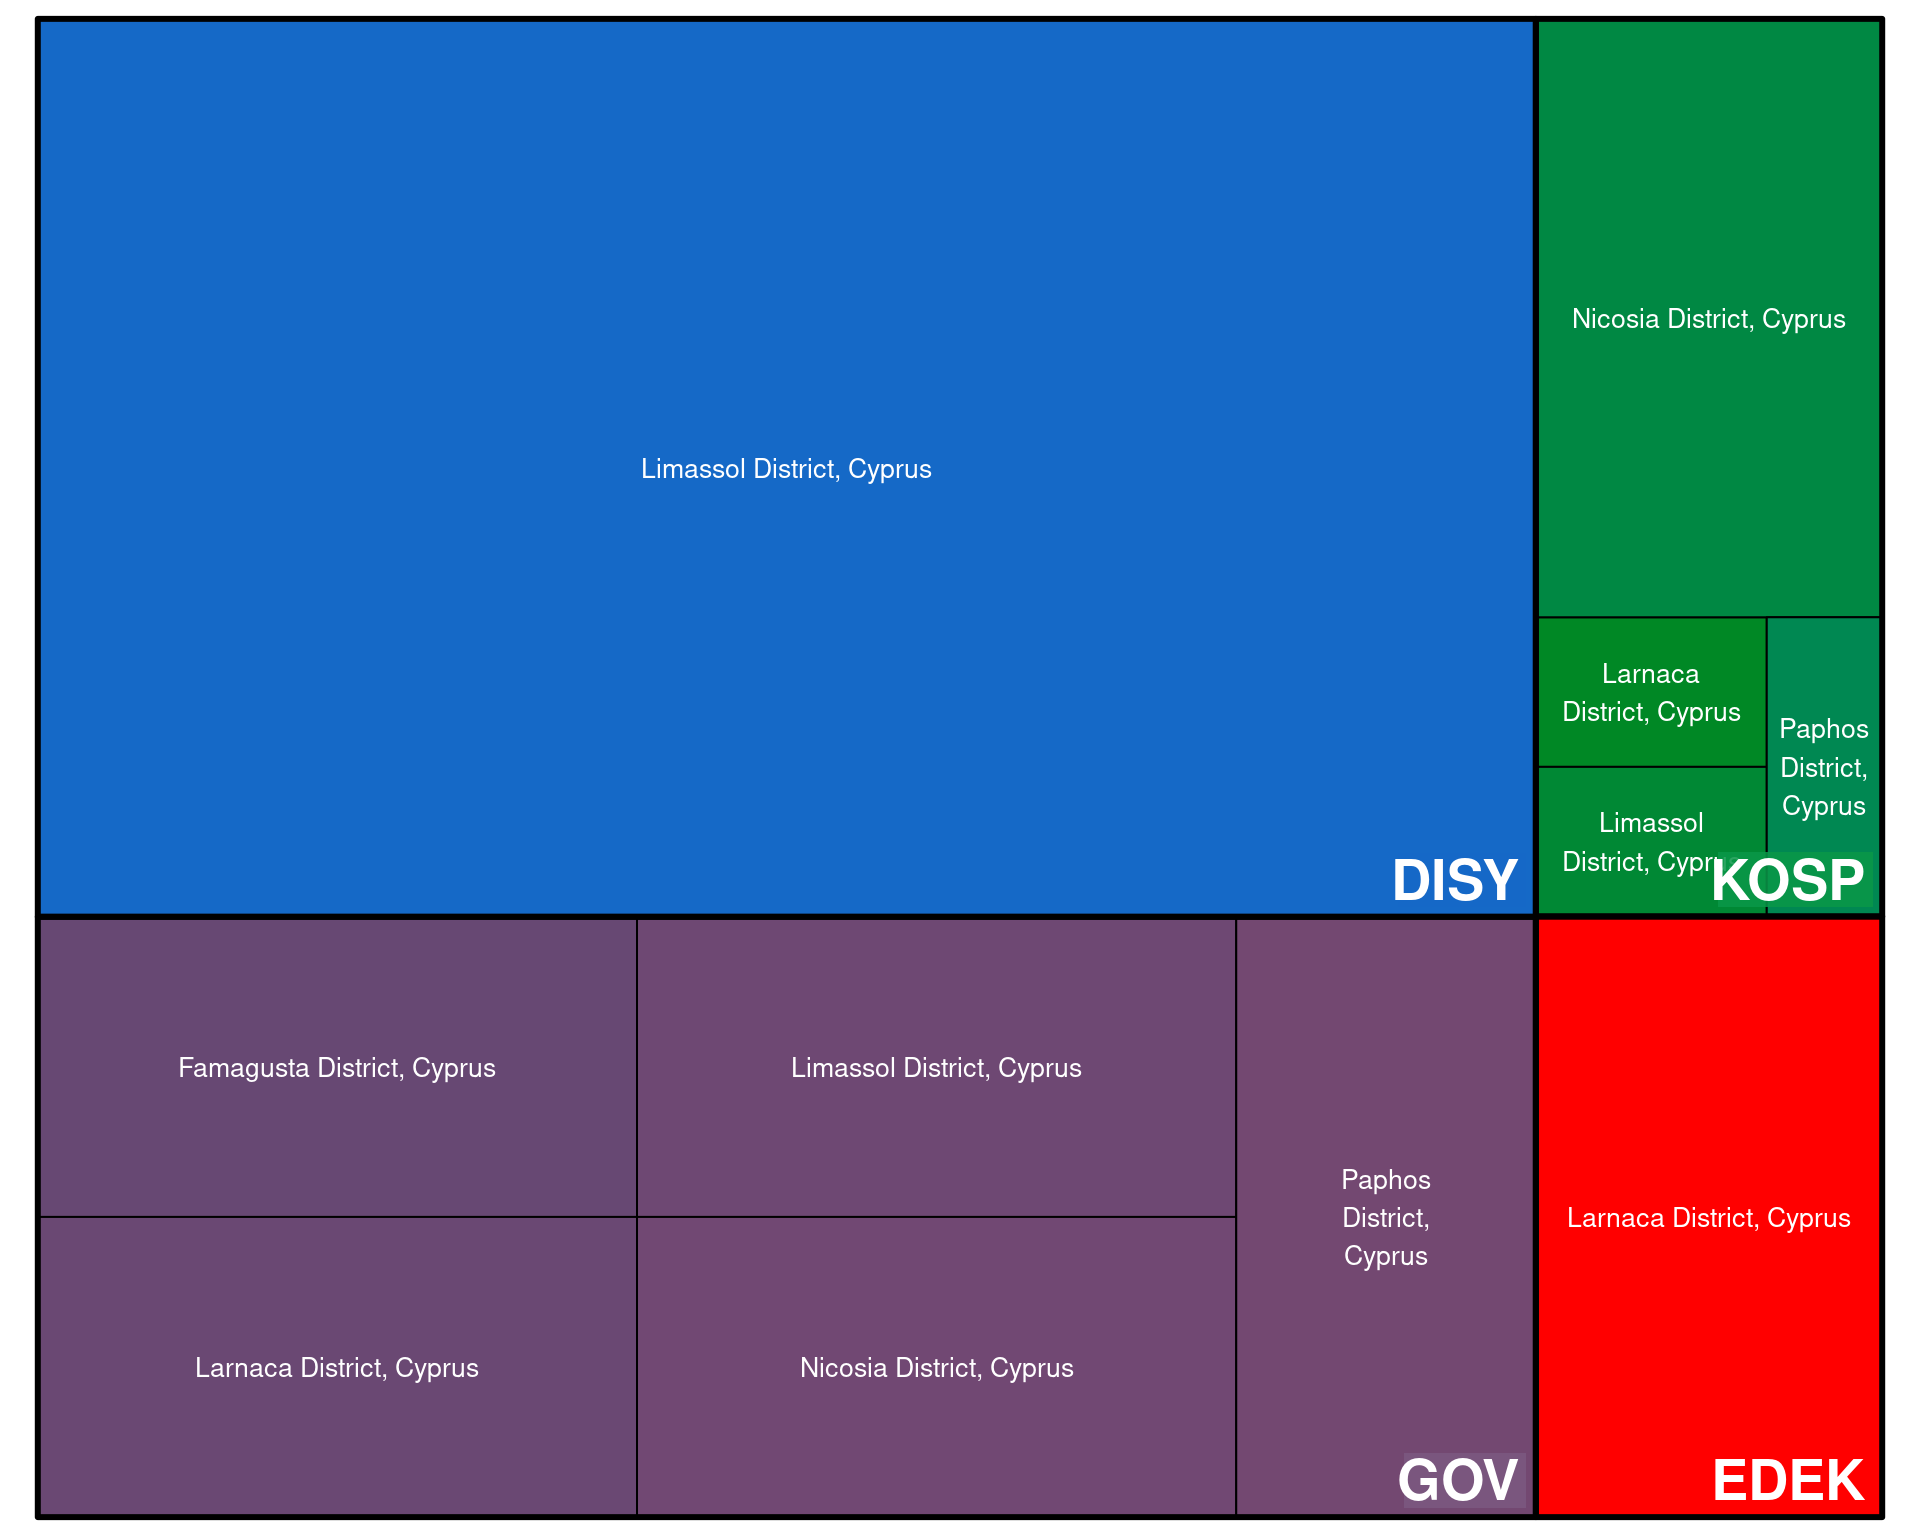 Limassol District, Cyprus
DISY
Nicosia District, Cyprus
Larnaca
District, Cyprus
Limassol
District, Cyprus
Paphos
District,
Cyprus
KOSP
Famagusta District, Cyprus
Limassol District, Cyprus
Larnaca District, Cyprus
Nicosia District, Cyprus
Paphos
District,
Cyprus
GOV
Larnaca District, Cyprus
EDEK